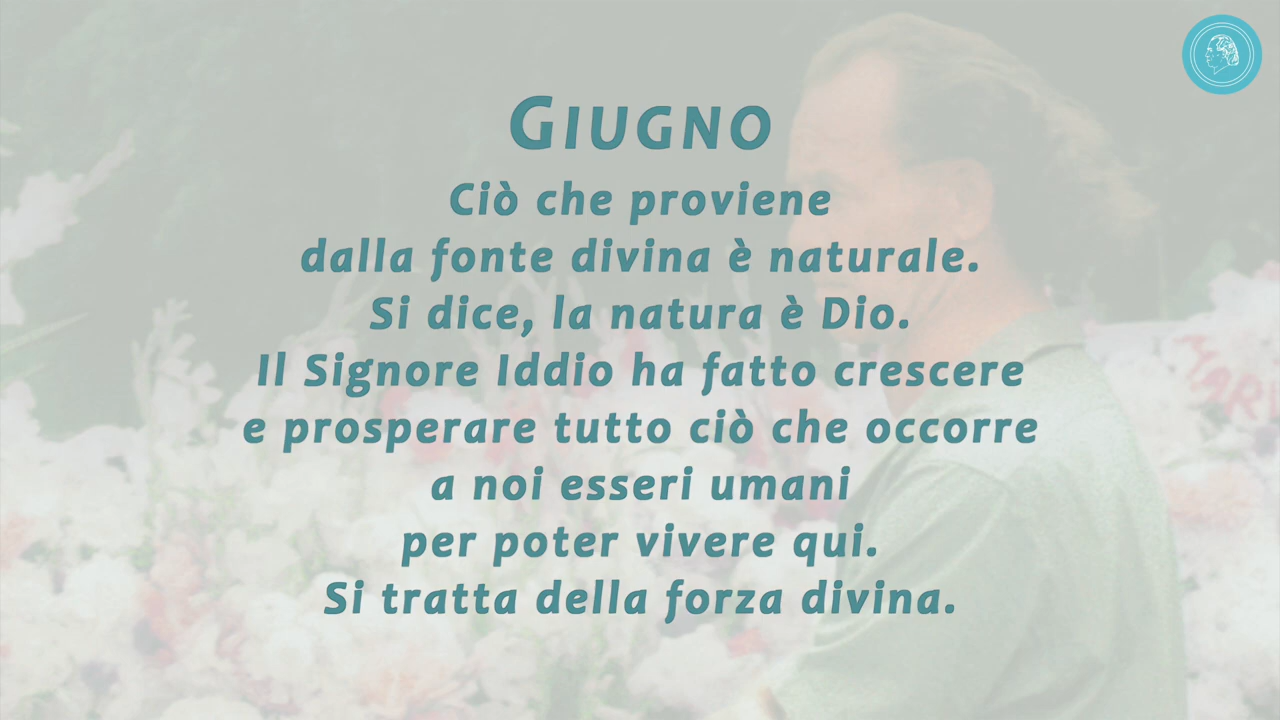 GIUGNO
Ciò che proviene
dalla fonte divina è naturale.
Si dice, la natura è Dio.
Il Signore Iddio ha fatto crescere
e prosperare tutto ciò che occorre
a noi esseri umani
per poter vivere qui.
Si tratta della forza divina.